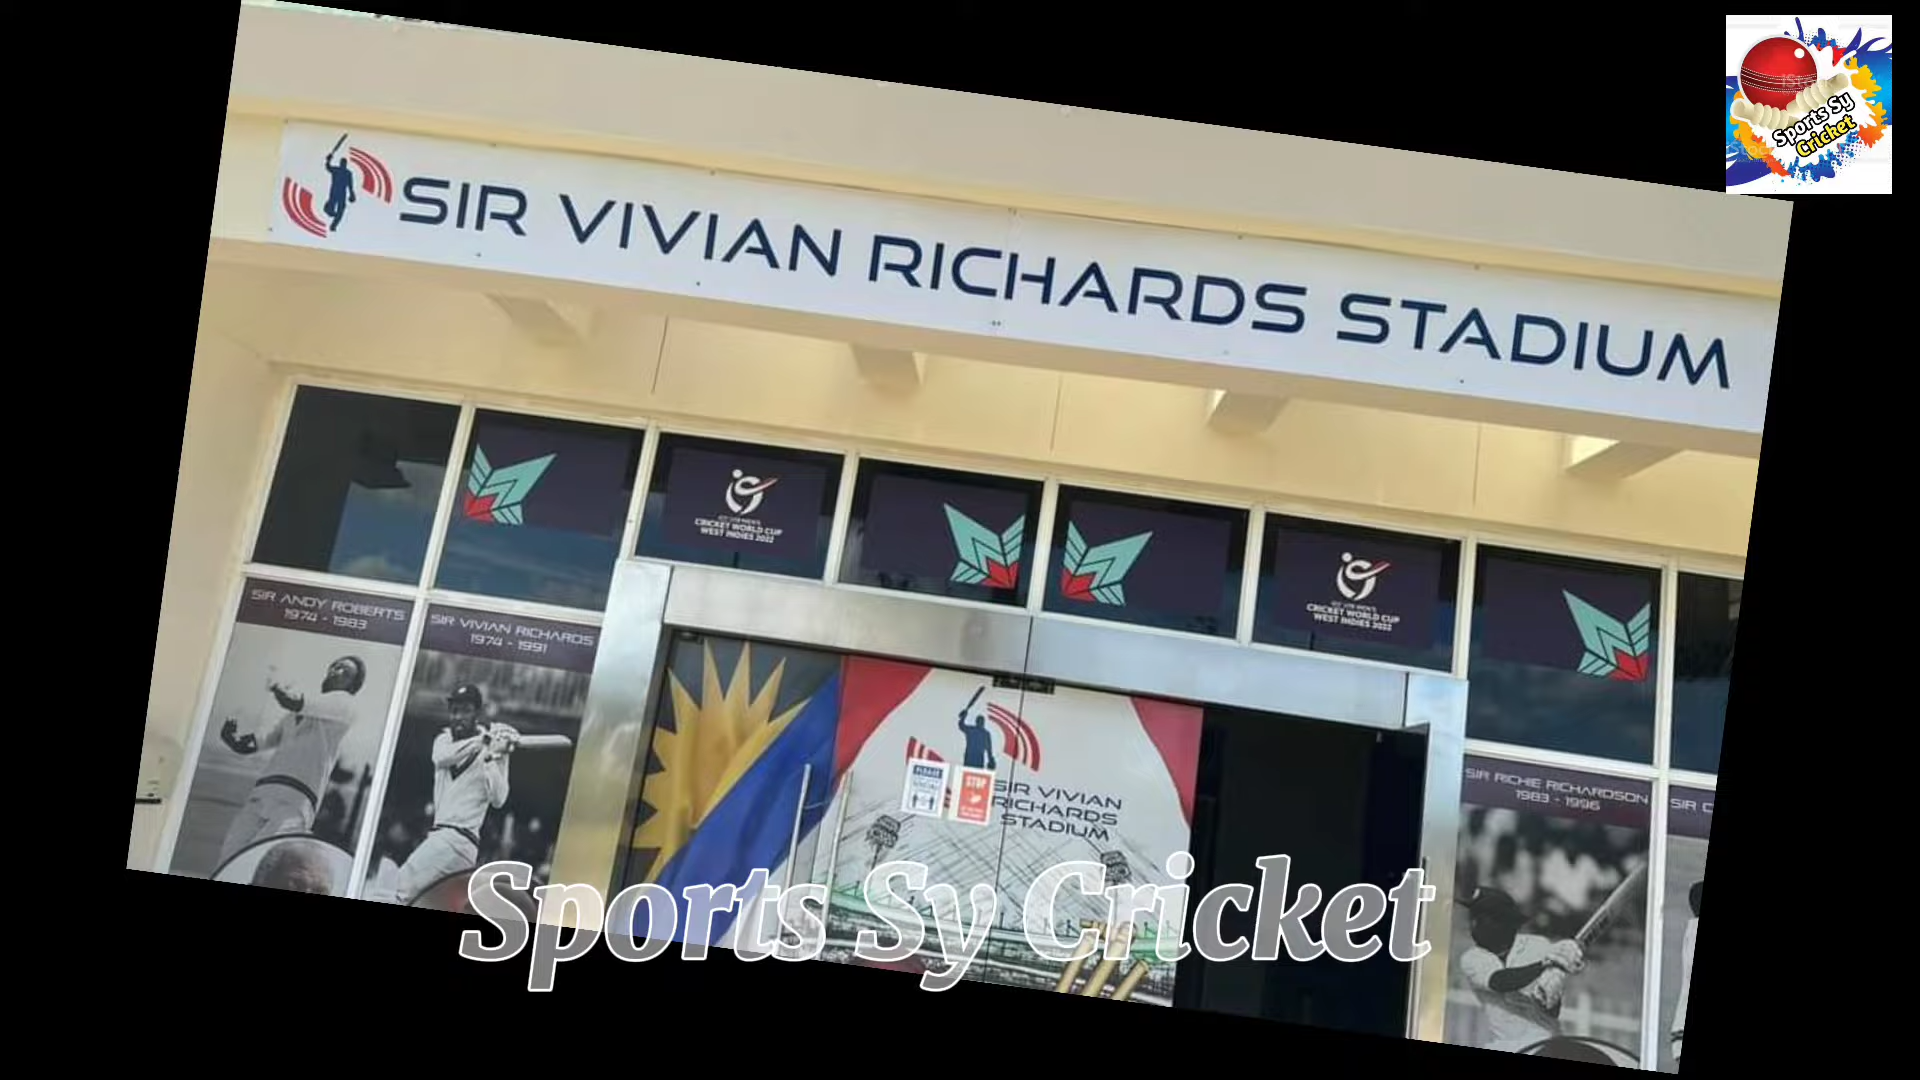 Sports Sy
Cricket
SIR VIVIAN RICHARDS STADIUM
CRICKET WORLD CUP
WEST INDIES 2022
CRICKET WORLD CUP
WEST INDIES 2022
SIR ANDY ROBERTS
1974 - 1983
SIR VIVIAN RICHARDS
1974 - 1991
SIR RICHIE RICHARDSON
1983 - 1996
SIR
PLEASE
STOP
SIR VIVIAN
RICHARDS
STADIUM
Sports Sy Cricket